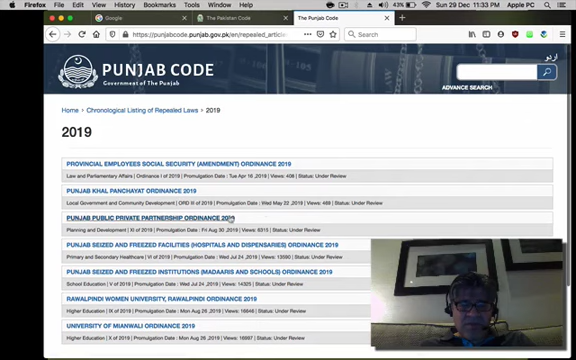 Firefox File Edit View History Bookmarks Tools Window Help Sun 29 Dec 11:33 PM Apple PC
Google The Pakistan Code The Punjab Code
https://punjabcode.punjab.gov.pk/en/repealed_article Search
اردو
PUNJAB CODE
Government of The Punjab
ADVANCE SEARCH
Home > Chronological Listing of Repealed Laws > 2019
2019
PROVINCIAL EMPLOYEES SOCIAL SECURITY (AMENDMENT) ORDINANCE 2019
Law and Parliamentary Affairs | Ordinance I of 2019 | Promulgation Date : Tue Apr 16, 2019 | Views: 408 | Status: Under Review
PUNJAB KHAL PANCHAYAT ORDINANCE 2019
Local Government and Community Development | ORD III of 2019 | Promulgation Date : Wed May 22, 2019 | Views: 469 | Status: Under Review
PUNJAB PUBLIC PRIVATE PARTNERSHIP ORDINANCE 2019
Planning and Development | XI of 2019 | Promulgation Date : Fri Aug 30, 2019 | Views: 8315 | Status: Under Review
PUNJAB SEIZED AND FREEZED FACILITIES (HOSPITALS AND DISPENSARIES) ORDINANCE 2019
Primary and Secondary Healthcare | VI of 2019 | Promulgation Date : Wed Jul 24, 2019 | Views: 13590 | Status: Under Review
PUNJAB SEIZED AND FREEZED INSTITUTIONS (MADAARIS AND SCHOOLS) ORDINANCE 2019
School Education | V of 2019 | Promulgation Date : Wed Jul 24, 2019 | Views: 14325 | Status: Under Review
RAWALPINDI WOMEN UNIVERSITY, RAWALPINDI ORDINANCE 2019
Higher Education | IX of 2019 | Promulgation Date : Mon Aug 26, 2019 | Views: 16646 | Status: Under Review
UNIVERSITY OF MIANWALI ORDINANCE 2019
Higher Education | X of 2019 | Promulgation Date : Mon Aug 26, 2019 | Views: 16997 | Status: Under Review